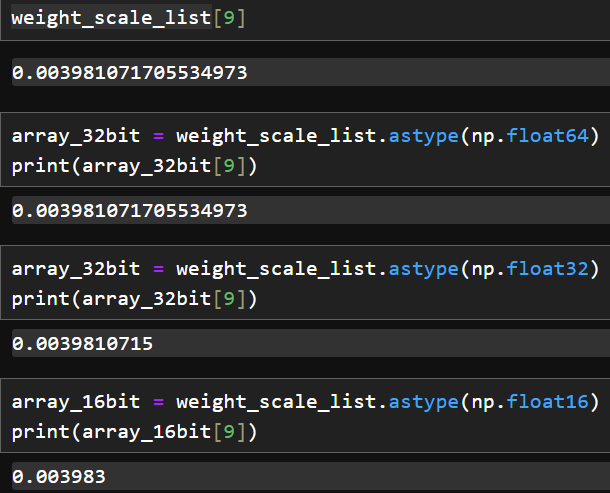 weight_scale_list[9]
0.003981071705534973
array_32bit = weight_scale_list.astype(np.float64)
print(array_32bit[9])
0.003981071705534973
array_32bit = weight_scale_list.astype(np.float32)
print(array_32bit[9])
0.0039810715
array_16bit = weight_scale_list.astype(np.float16)
print(array_16bit[9])
0.003983